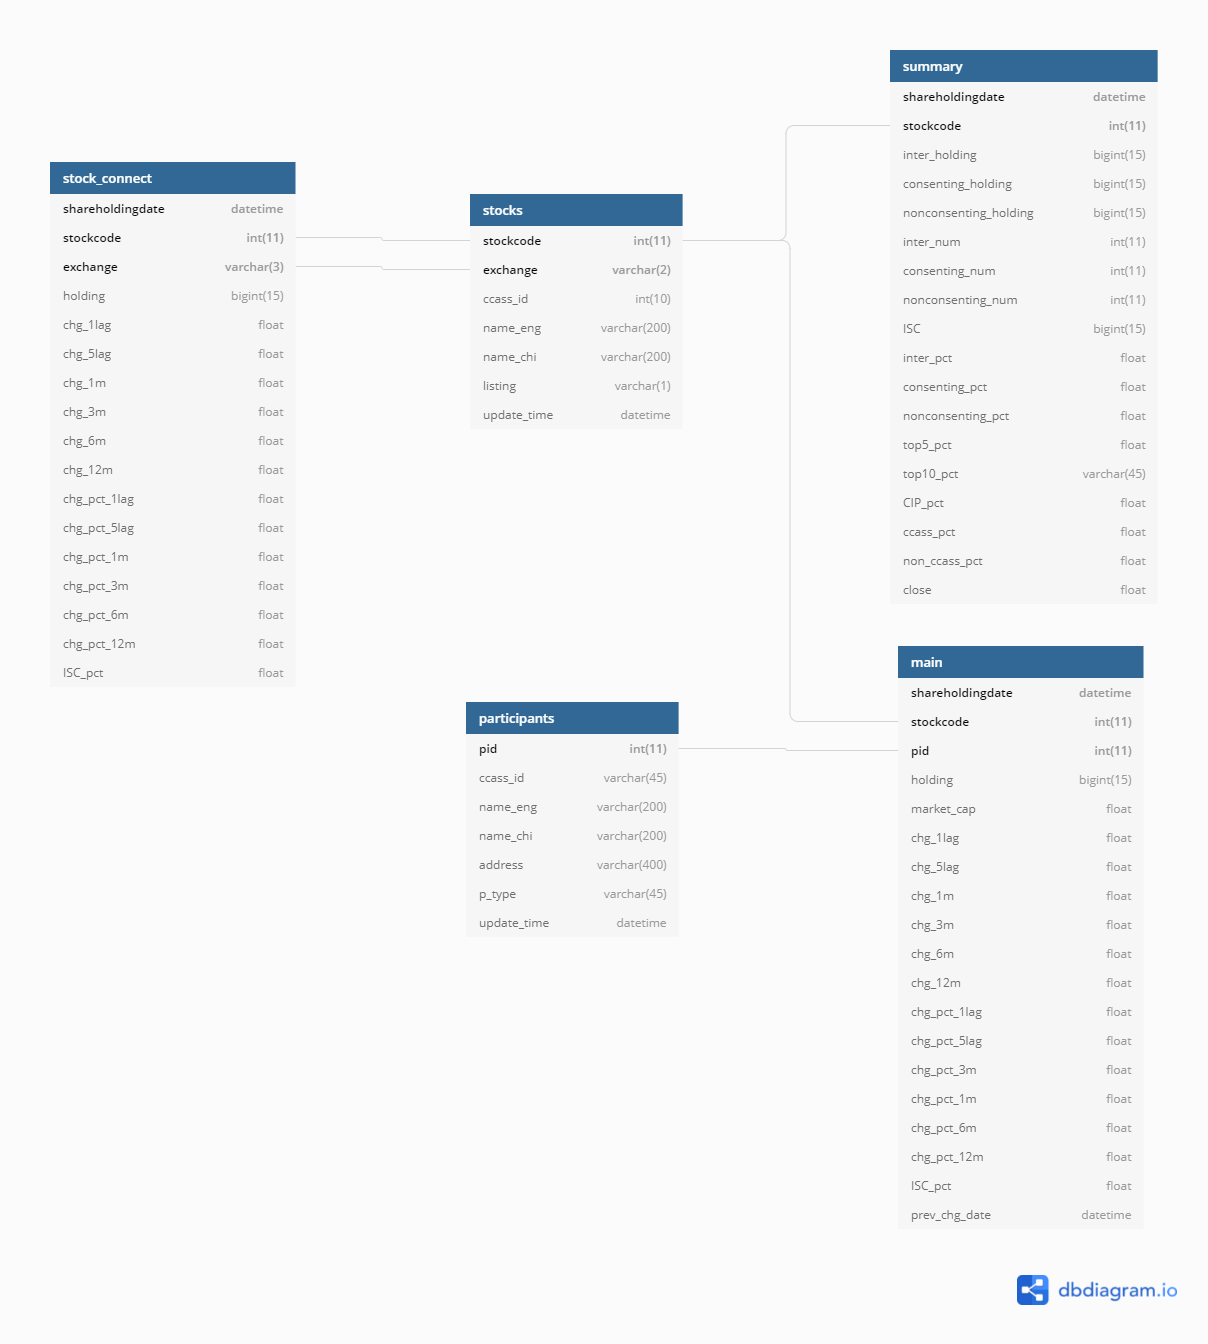 stock_connect
shareholdingdate datetime
stockcode int(11)
exchange varchar(3)
holding bigint(15)
chg_1lag float
chg_5lag float
chg_1m float
chg_3m float
chg_6m float
chg_12m float
chg_pct_1lag float
chg_pct_5lag float
chg_pct_1m float
chg_pct_3m float
chg_pct_6m float
chg_pct_12m float
ISC_pct float
stocks
stockcode int(11)
exchange varchar(2)
ccass_id int(10)
name_eng varchar(200)
name_chi varchar(200)
listing varchar(1)
update_time datetime
summary
shareholdingdate datetime
stockcode int(11)
inter_holding bigint(15)
consenting_holding bigint(15)
nonconsenting_holding bigint(15)
inter_num int(11)
consenting_num int(11)
nonconsenting_num int(11)
ISC bigint(15)
inter_pct float
consenting_pct float
nonconsenting_pct float
top5_pct float
top10_pct varchar(45)
CIP_pct float
ccass_pct float
non_ccass_pct float
close float
participants
pid int(11)
ccass_id varchar(45)
name_eng varchar(200)
name_chi varchar(200)
address varchar(400)
p_type varchar(45)
update_time datetime
main
shareholdingdate datetime
stockcode int(11)
pid int(11)
holding bigint(15)
market_cap float
chg_1lag float
chg_5lag float
chg_1m float
chg_3m float
chg_6m float
chg_12m float
chg_pct_1lag float
chg_pct_5lag float
chg_pct_3m float
chg_pct_1m float
chg_pct_6m float
chg_pct_12m float
ISC_pct float
prev_chg_date datetime
dbdiagram.io